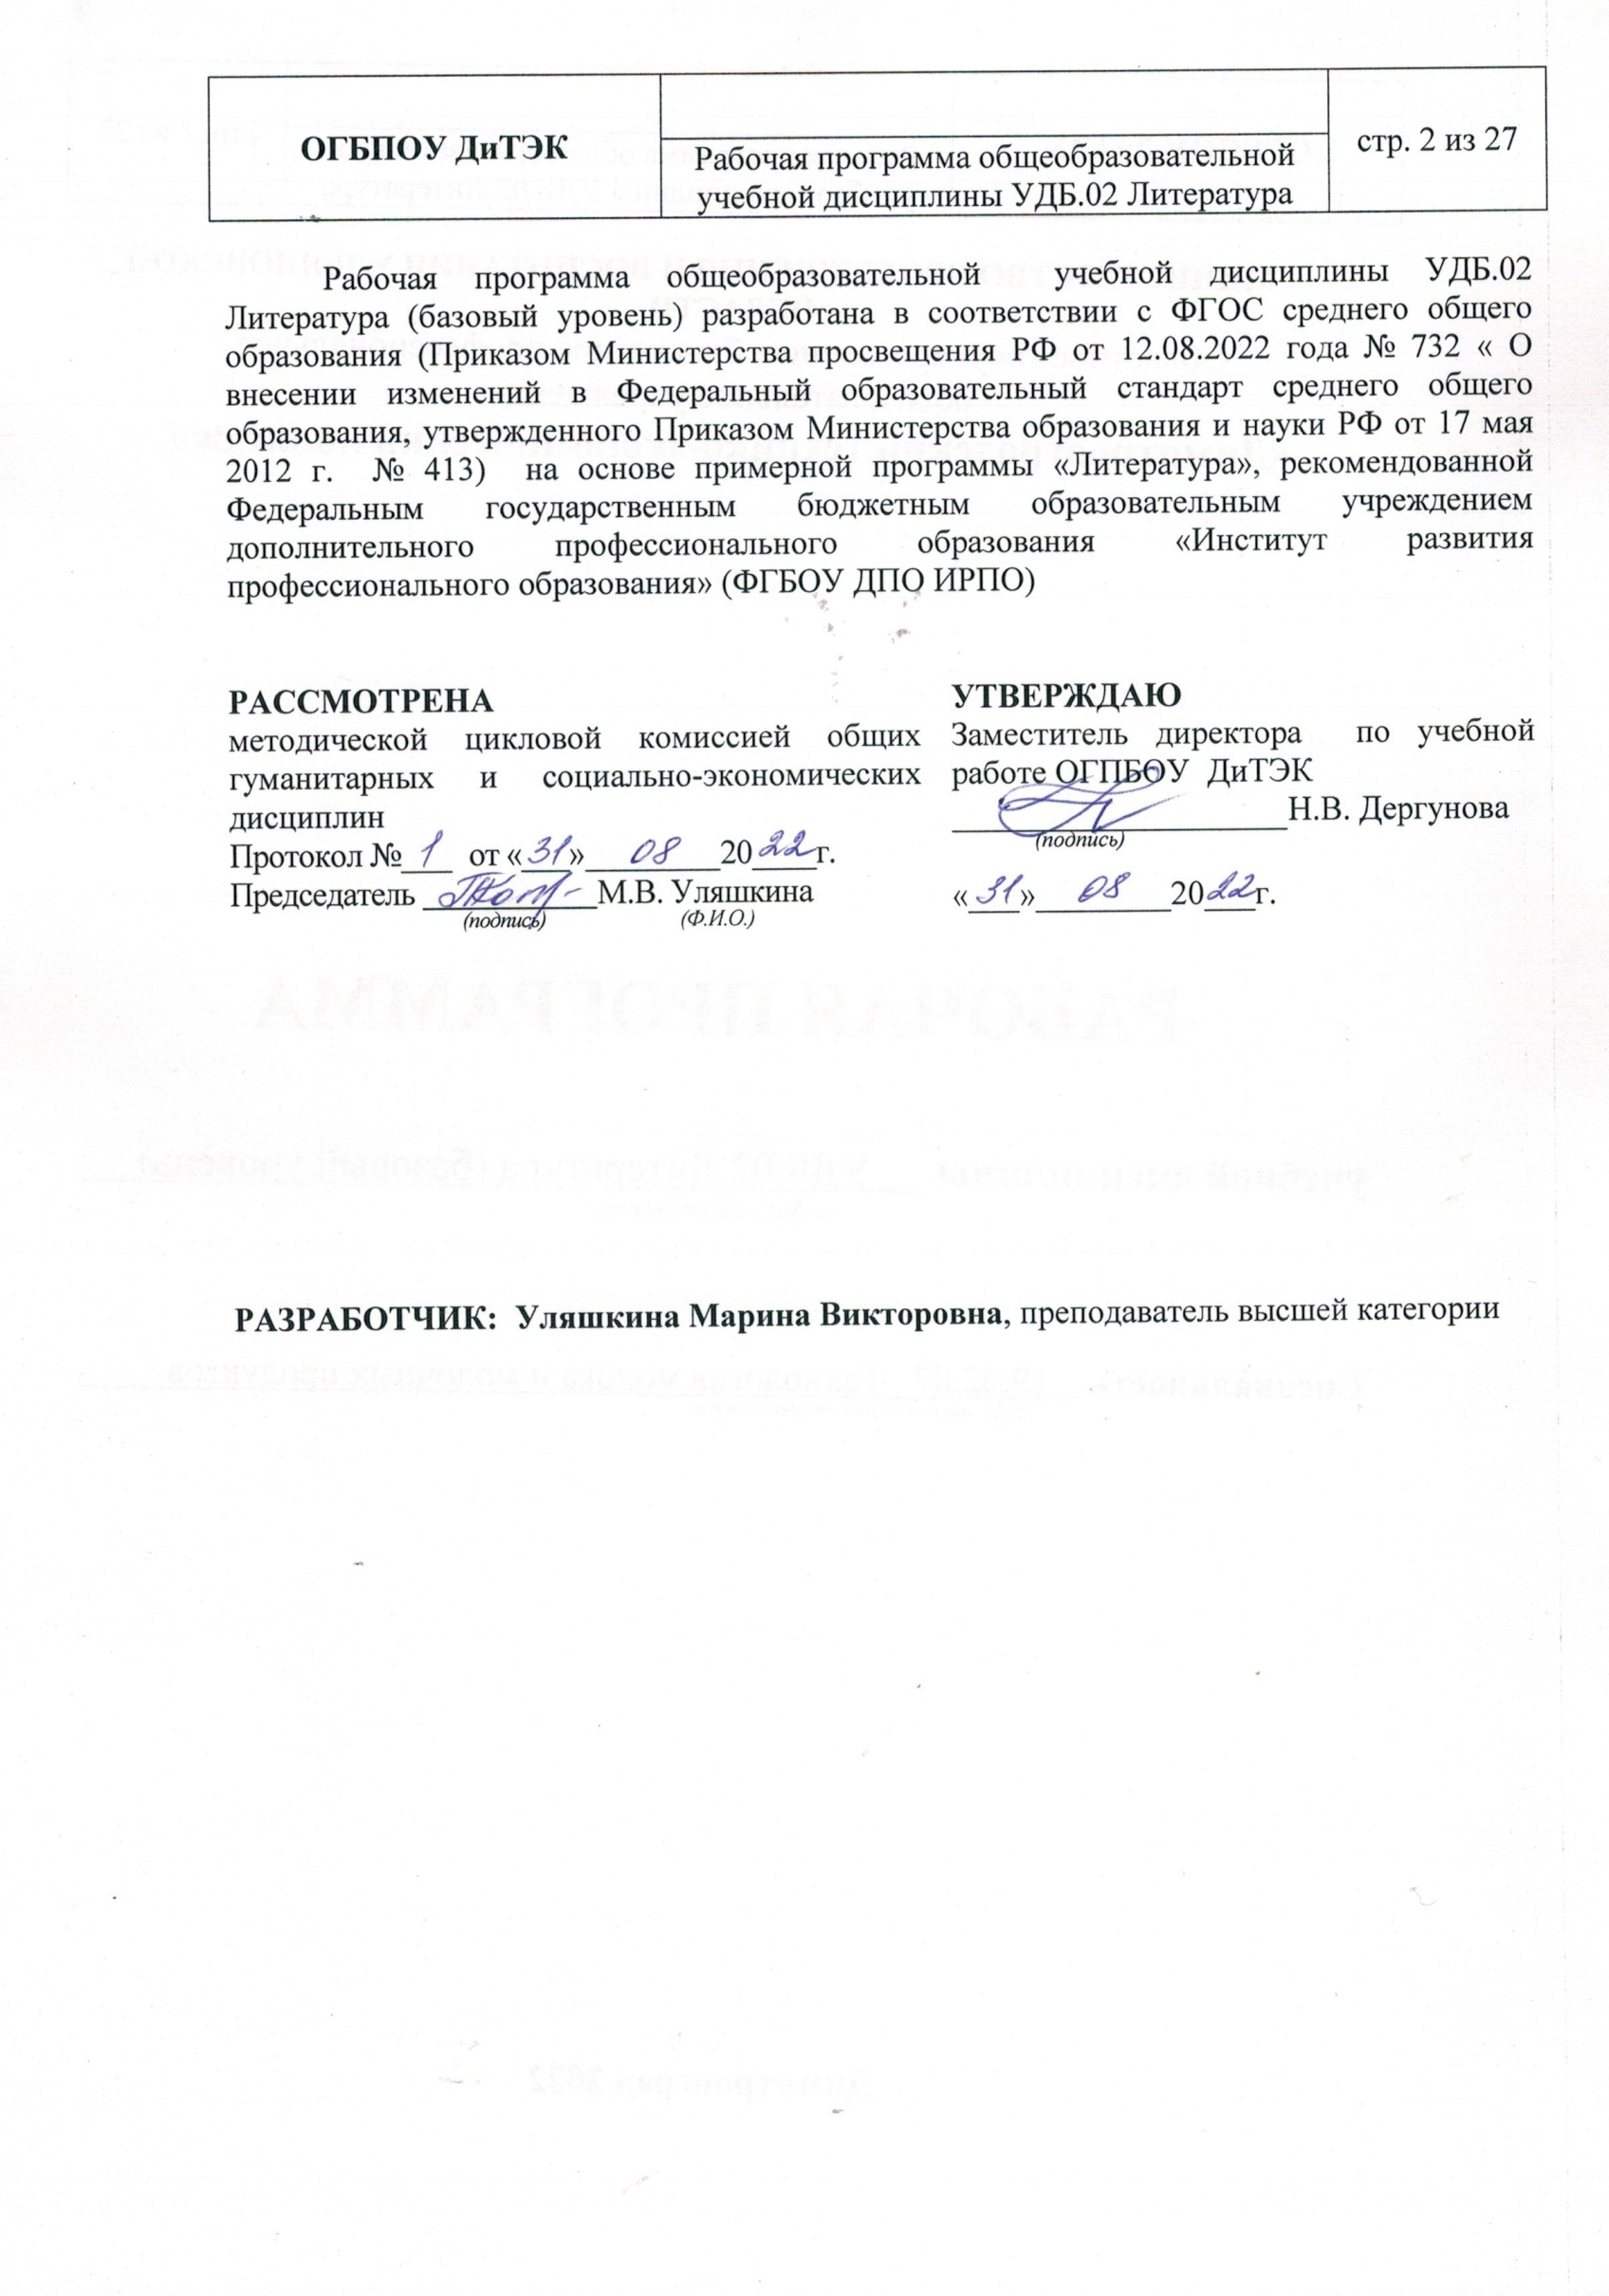 ОГБПОУ ДиТЭК
Рабочая программа общеобразовательной
учебной дисциплины УДБ.02 Литература
стр. 2 из 27
Рабочая программа общеобразовательной учебной дисциплины УДБ.02
Литература (базовый уровень) разработана в соответствии с ФГОС среднего общего
образования (Приказом Министерства просвещения РФ от 12.08.2022 года № 732 « О
внесении изменений в Федеральный образовательный стандарт среднего общего
образования, утвержденного Приказом Министерства образования и науки РФ от 17 мая
2012 г. № 413) на основе примерной программы «Литература», рекомендованной
Федеральным государственным бюджетным образовательным учреждением
дополнительного профессионального образования «Институт развития
профессионального образования» (ФГБОУ ДПО ИРПО)
РАССМОТРЕНА
методической цикловой комиссией общих
гуманитарных и социально-экономических
дисциплин
Протокол № 1 от «31» 08 2022г.
Председатель М.В. Уляшкина
(подпись) (Ф.И.О.)
УТВЕРЖДАЮ
Заместитель директора по учебной
работе ОГПБОУ ДиТЭК
Н.В. Дергунова
(подпись)
«31» 08 2022г.
РАЗРАБОТЧИК: Уляшкина Марина Викторовна, преподаватель высшей категории